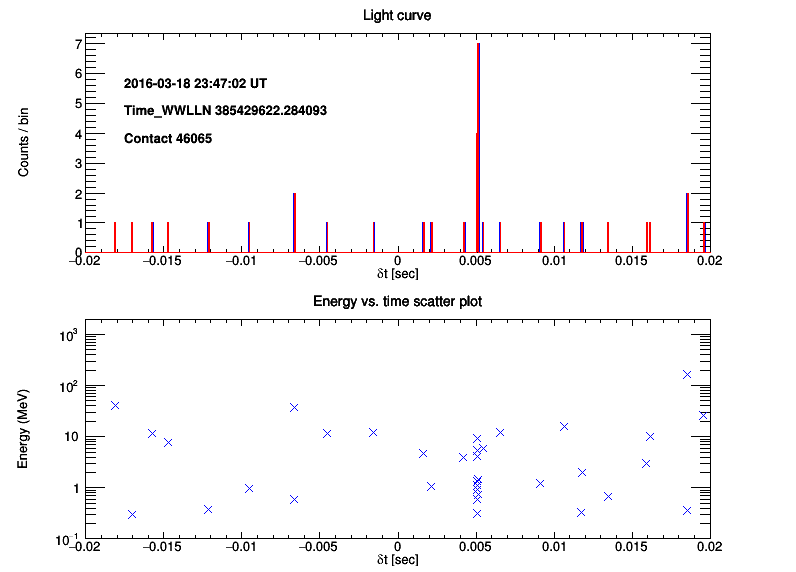 Light curve
Counts / bin
7
6
5
4
3
2
1
0
2016-03-18 23:47:02 UT
Time_WWLLN 385429622.284093
Contact 46065
−0.02 −0.015 −0.01 −0.005 0 0.005 0.01 0.015 0.02
δt [sec]
Energy vs. time scatter plot
Energy (MeV)
10³
10²
10
1
10⁻¹
−0.02 −0.015 −0.01 −0.005 0 0.005 0.01 0.015 0.02
δt [sec]